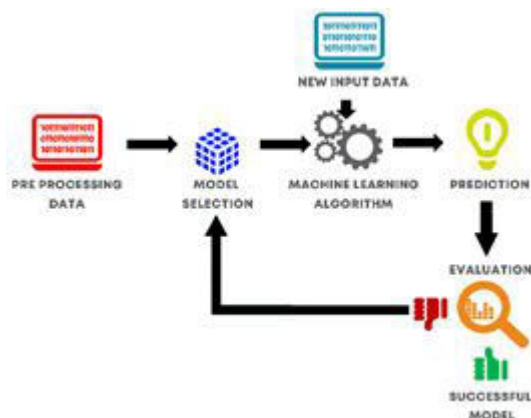 NEW INPUT DATA
PRE PROCESSING
DATA
MODEL
SELECTION
MACHINE LEARNING
ALGORITHM
PREDICTION
EVALUATION
SUCCESSFUL
MODEL